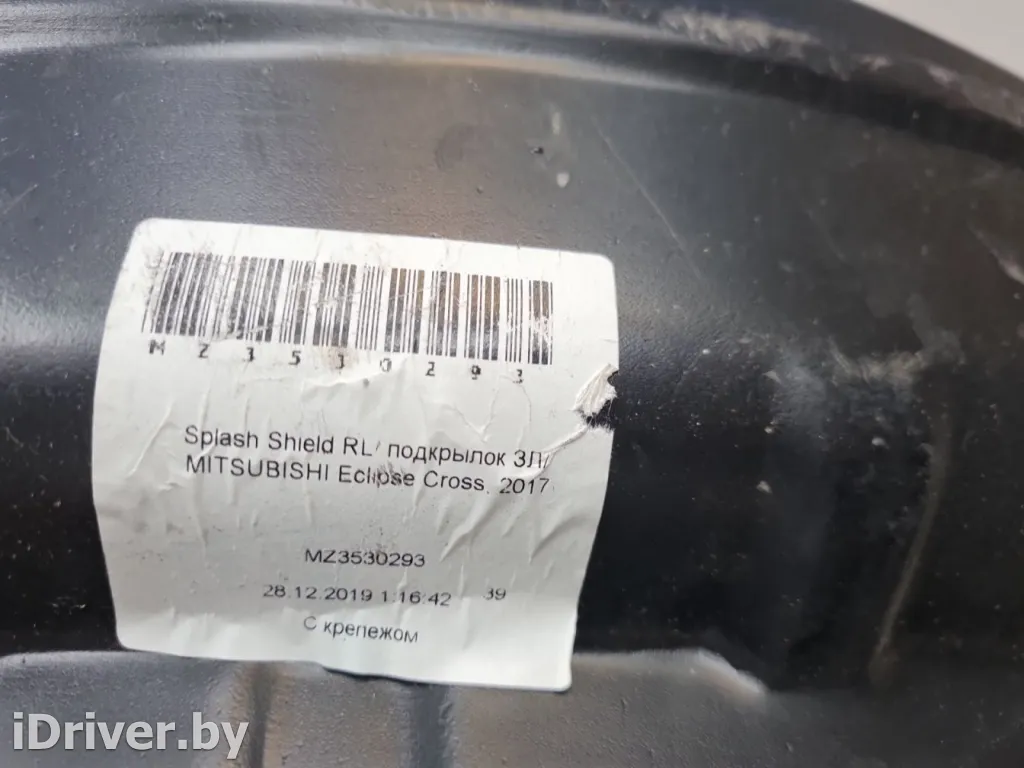 MZ3530293
Splash Shield RL/ подкрылок ЗЛ/
MITSUBISHI Eclipse Cross, 2017
MZ3530293
28.12.2019 1:16:42 39
С крепежом
iDriver.by